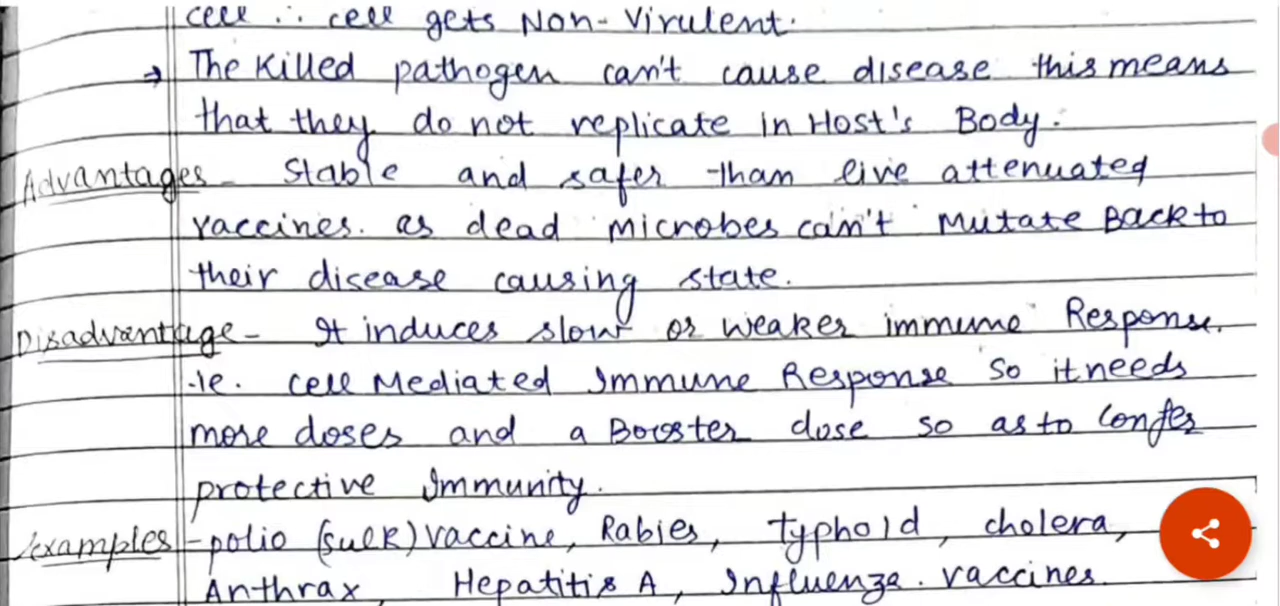 cell ∴ cell gets Non-Virulent.
→ The Killed pathogen can't cause disease this means
that they do not replicate in Host's Body.
Advantages - Stable and safer than live attenuated
vaccines. as dead microbes can't Mutate Back to
their disease causing state.
Disadvantage - It induces slow or weaker immune Response.
ie. cell Mediated Immune Response so it needs
more doses and a Booster dose so as to Confer
protective Immunity.
examples - polio (Sulk) vaccine, Rabies, typhoid, cholera,
Anthrax, Hepatitis A, Influenza. vaccines.